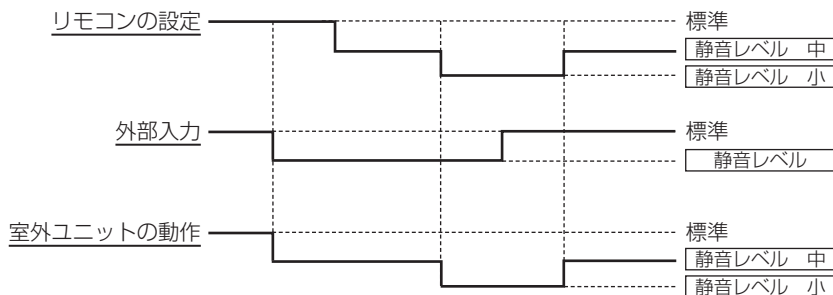 リモコンの設定
標準
静音レベル 中
静音レベル 小
外部入力
標準
静音レベル
室外ユニットの動作
標準
静音レベル 中
静音レベル 小